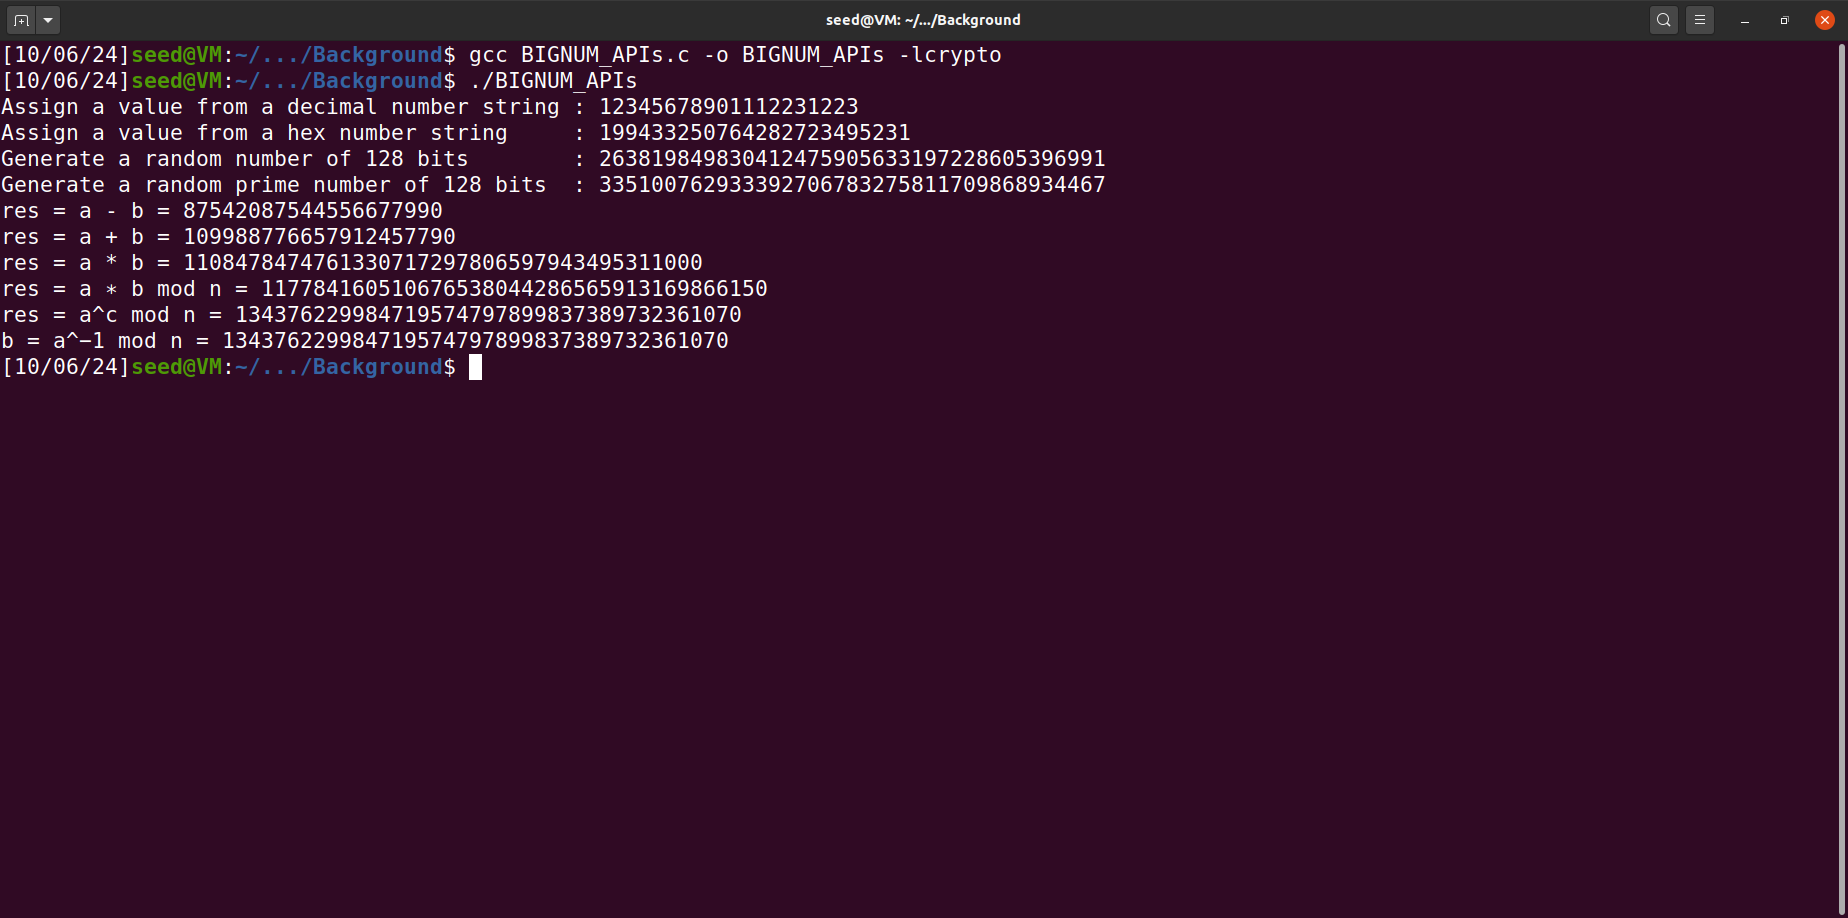 seed@VM: ~/.../Background
[10/06/24]seed@VM:~/.../Background$ gcc BIGNUM_APIs.c -o BIGNUM_APIs -lcrypto
[10/06/24]seed@VM:~/.../Background$ ./BIGNUM_APIs
Assign a value from a decimal number string : 12345678901112231223
Assign a value from a hex number string     : 199433250764282723495231
Generate a random number of 128 bits        : 263819849830412475905633197228605396991
Generate a random prime number of 128 bits  : 335100762933392706783275811709868934467
res = a - b = 87542087544556677990
res = a + b = 109988776657912457790
res = a * b = 1108478474761330717297806597943495311000
res = a ∗ b mod n = 117784160510676538044286565913169866150
res = a^c mod n = 134376229984719574797899837389732361070
b = a^−1 mod n = 134376229984719574797899837389732361070
[10/06/24]seed@VM:~/.../Background$